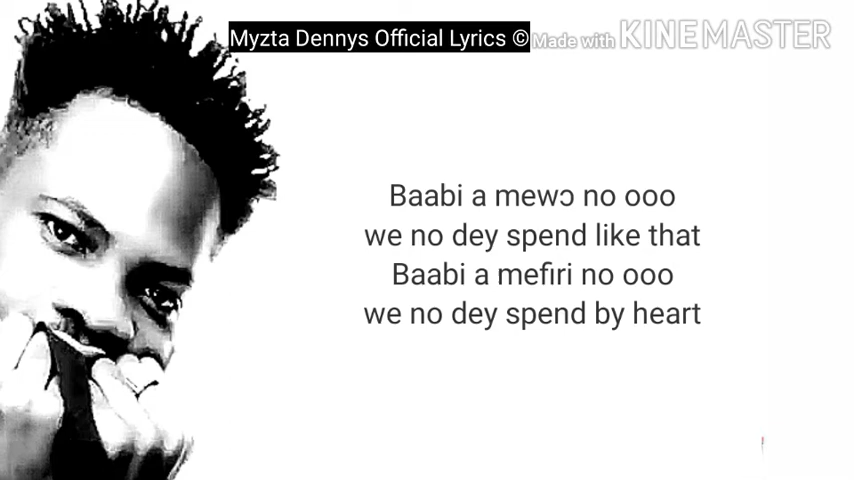 Myzta Dennys Official Lyrics ©
Made with KINEMASTER
Baabi a mewɔ no ooo
we no dey spend like that
Baabi a mefiri no ooo
we no dey spend by heart